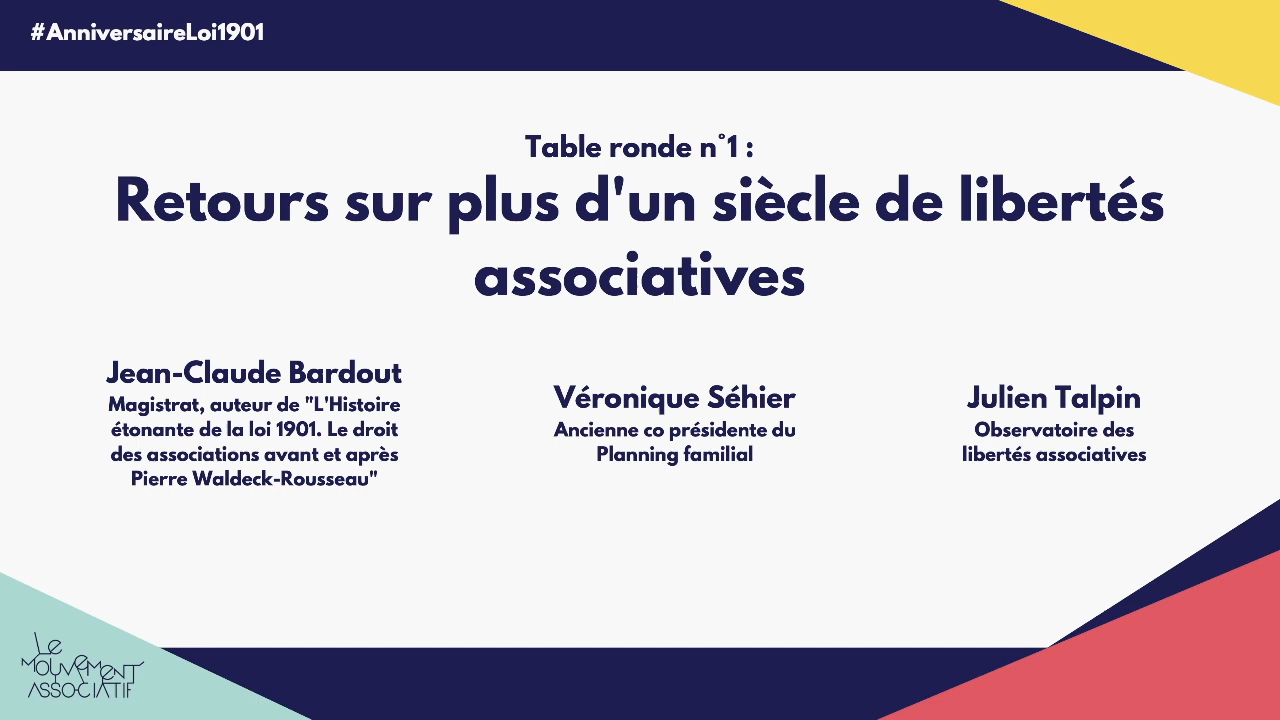 #AnniversaireLoi1901
Table ronde n°1 :
Retours sur plus d'un siècle de libertés
associatives
Jean-Claude Bardout
Magistrat, auteur de "L'Histoire
étonante de la loi 1901. Le droit
des associations avant et après
Pierre Waldeck-Rousseau"
Véronique Séhier
Ancienne co présidente du
Planning familial
Julien Talpin
Observatoire des
libertés associatives
Le
MOUVEMENT
ASSOCIATIF